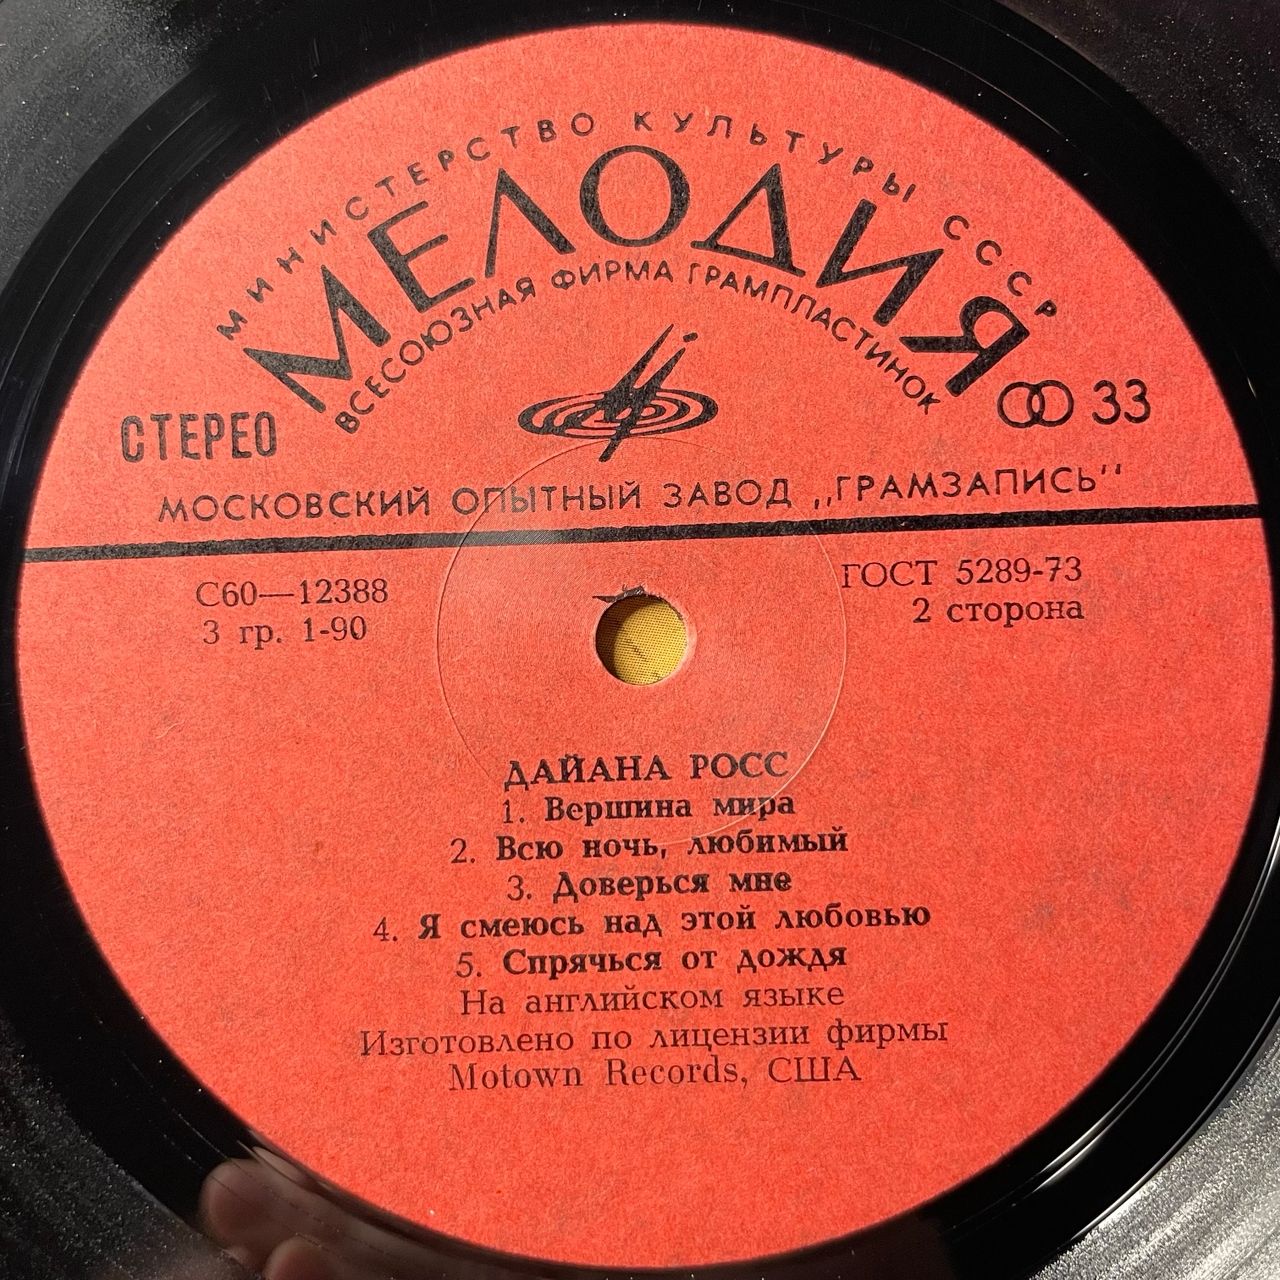 МИНИСТЕРСТВО КУЛЬТУРЫ СССР
МЕЛОДИЯ
ВСЕСОЮЗНАЯ ФИРМА ГРАМПЛАСТИНОК
СТЕРЕО
33
МОСКОВСКИЙ ОПЫТНЫЙ ЗАВОД „ГРАМЗАПИСЬ"
С60—12388
ГОСТ 5289-73
3 гр. 1-90
2 сторона
ДАЙАНА РОСС
1. Вершина мира
2. Всю ночь, любимый
3. Доверься мне
4. Я смеюсь над этой любовью
5. Спрячься от дождя
На английском языке
Изготовлено по лицензии фирмы
Motown Records, США